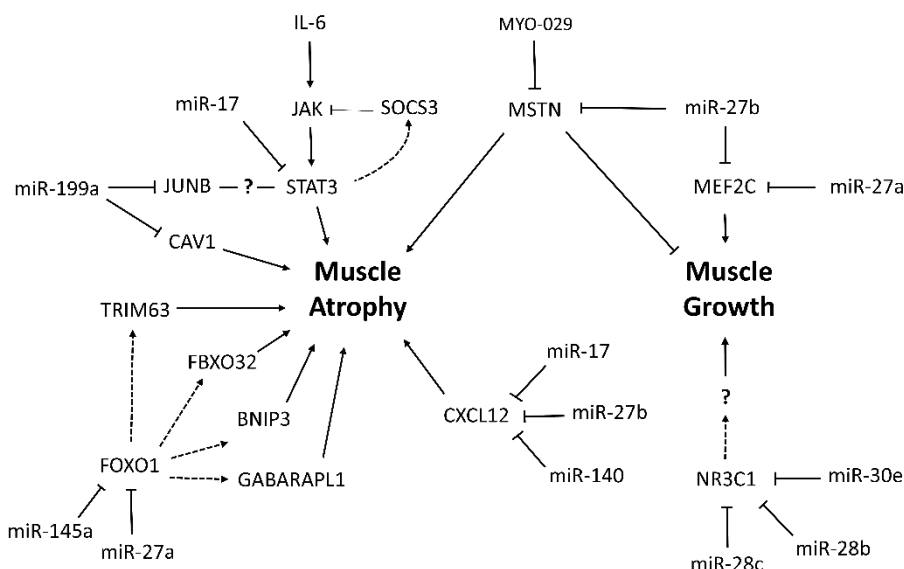 IL-6
MYO-029
miR-17
JAK
SOCS3
MSTN
miR-27b
miR-199a
JUNB
?
STAT3
MEF2C
miR-27a
CAV1
Muscle
Atrophy
Muscle
Growth
TRIM63
FBXO32
miR-17
BNIP3
CXCL12
miR-27b
?
FOXO1
GABARAPL1
miR-140
NR3C1
miR-30e
miR-145a
miR-27a
miR-28c
miR-28b